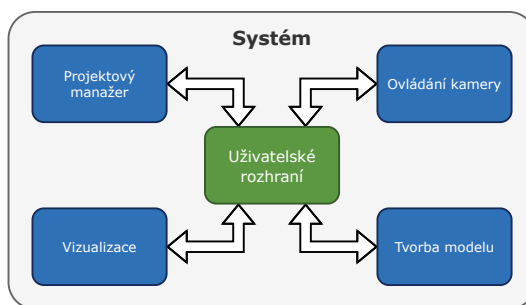 Systém
Projektový
manažer
Ovládání kamery
Uživatelské
rozhraní
Vizualizace
Tvorba modelu